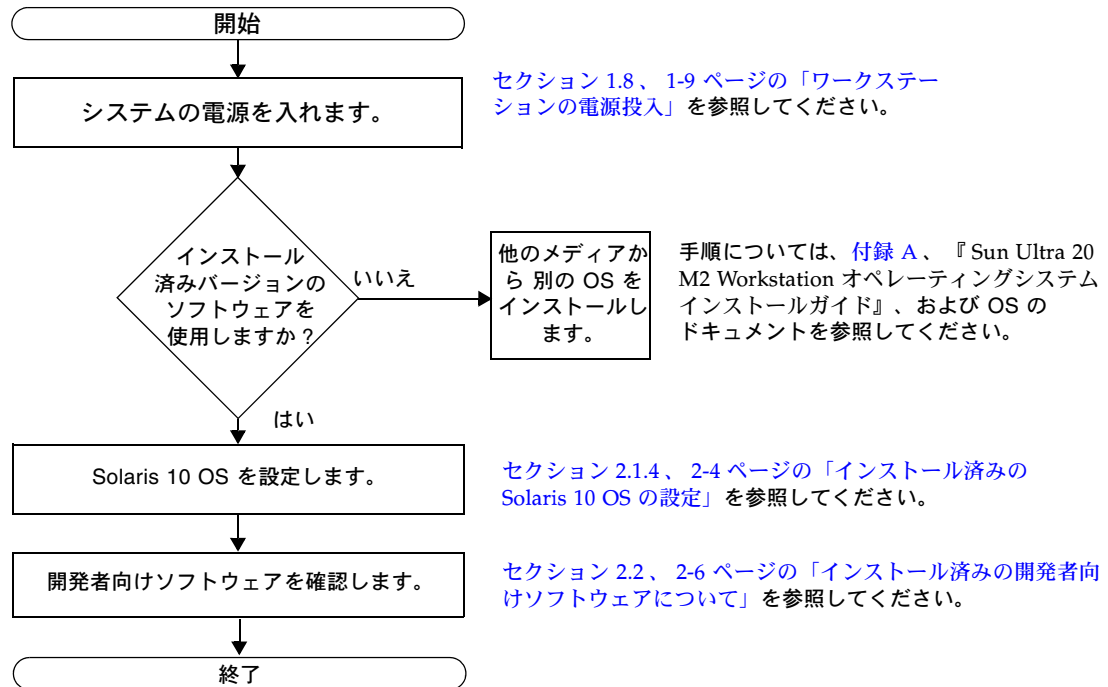 開始
システムの電源を入れます。
セクション 1.8 、 1-9 ページの「ワークステー
ションの電源投入」を参照してください。
インストール
済みバージョンの
ソフトウェアを
使用しますか？
いいえ
他のメディアか
ら 別の OS を
インストールし
ます。
手順については、付録 A 、『 Sun Ultra 20
M2 Workstation オペレーティングシステム
インストールガイド』、および OS の
ドキュメントを参照してください。
はい
Solaris 10 OS を設定します。
セクション 2.1.4 、 2-4 ページの「インストール済みの
Solaris 10 OS の設定」を参照してください。
開発者向けソフトウェアを確認します。
セクション 2.2 、 2-6 ページの「インストール済みの開発者向
けソフトウェアについて」を参照してください。
終了